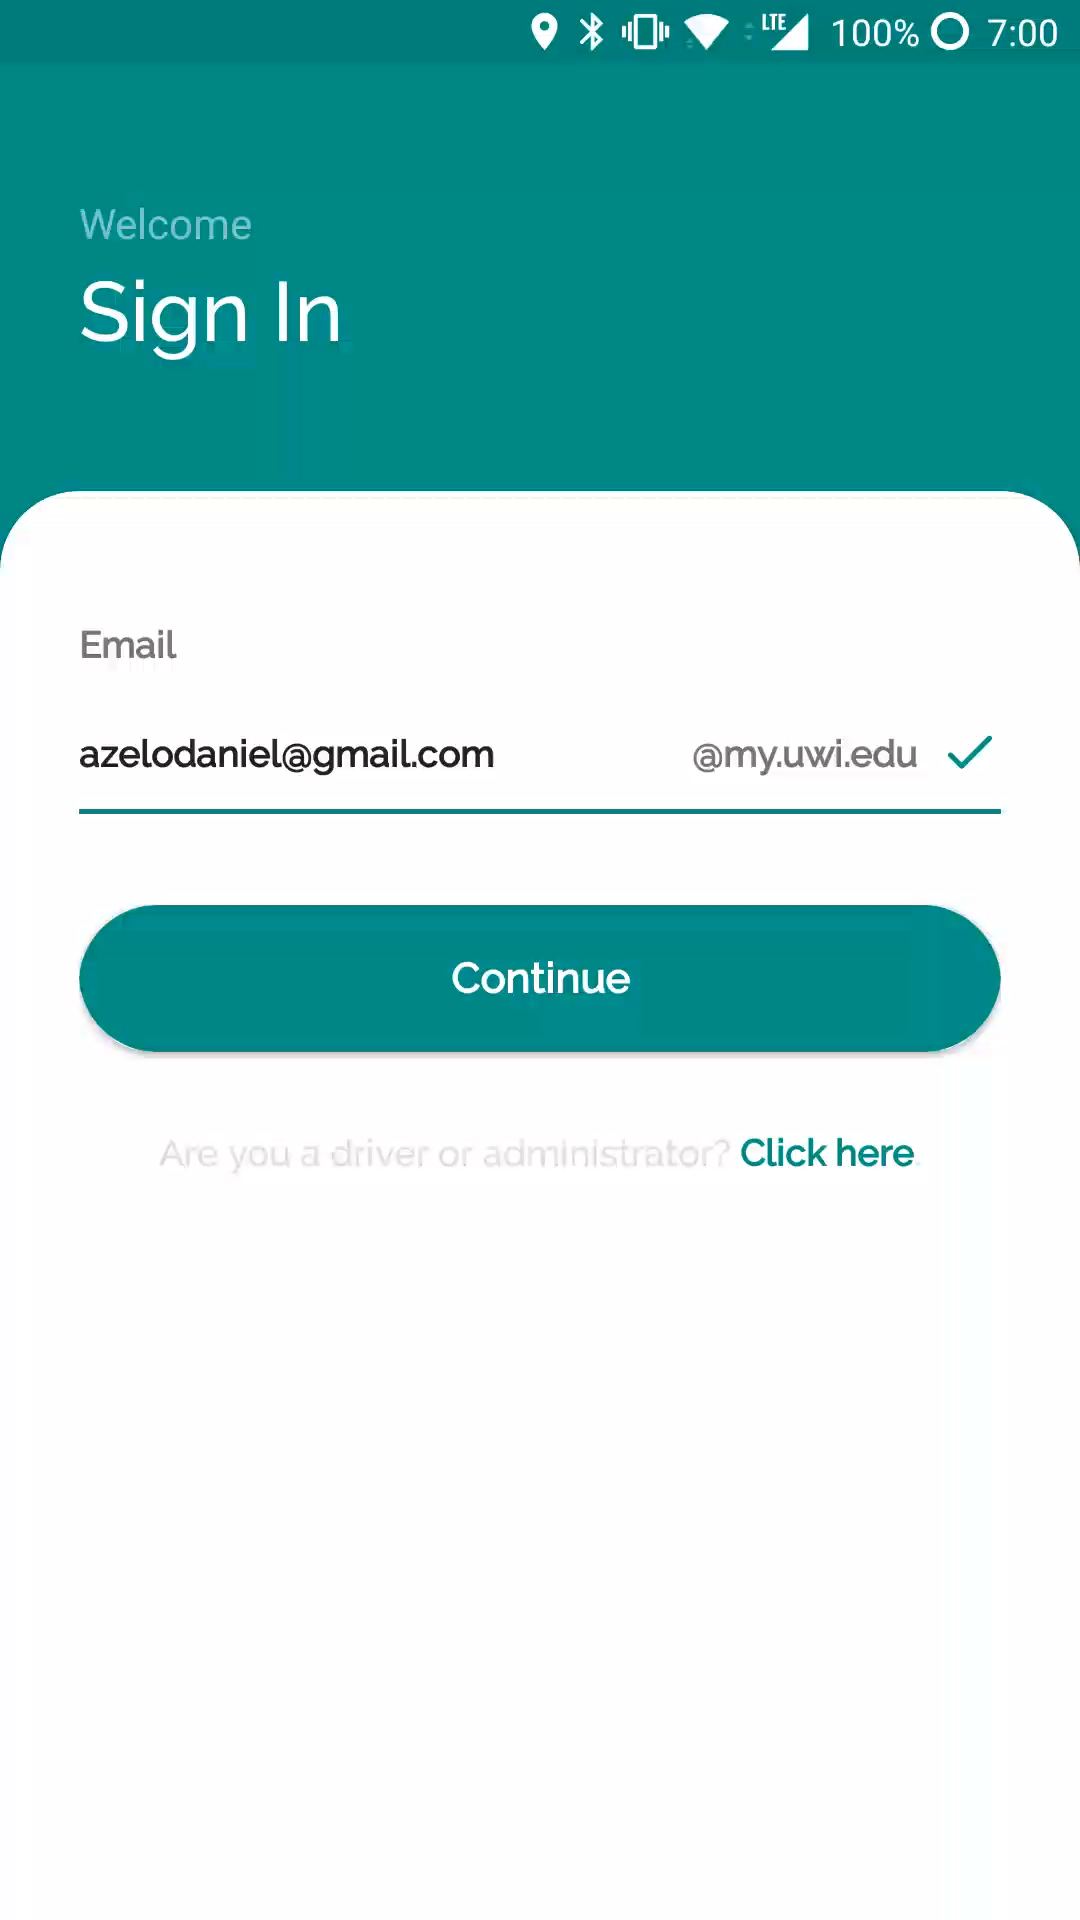 LTE 100% 7:00
Welcome
Sign In
Email
azelodaniel@gmail.com @my.uwi.edu
Continue
Are you a driver or administrator? Click here